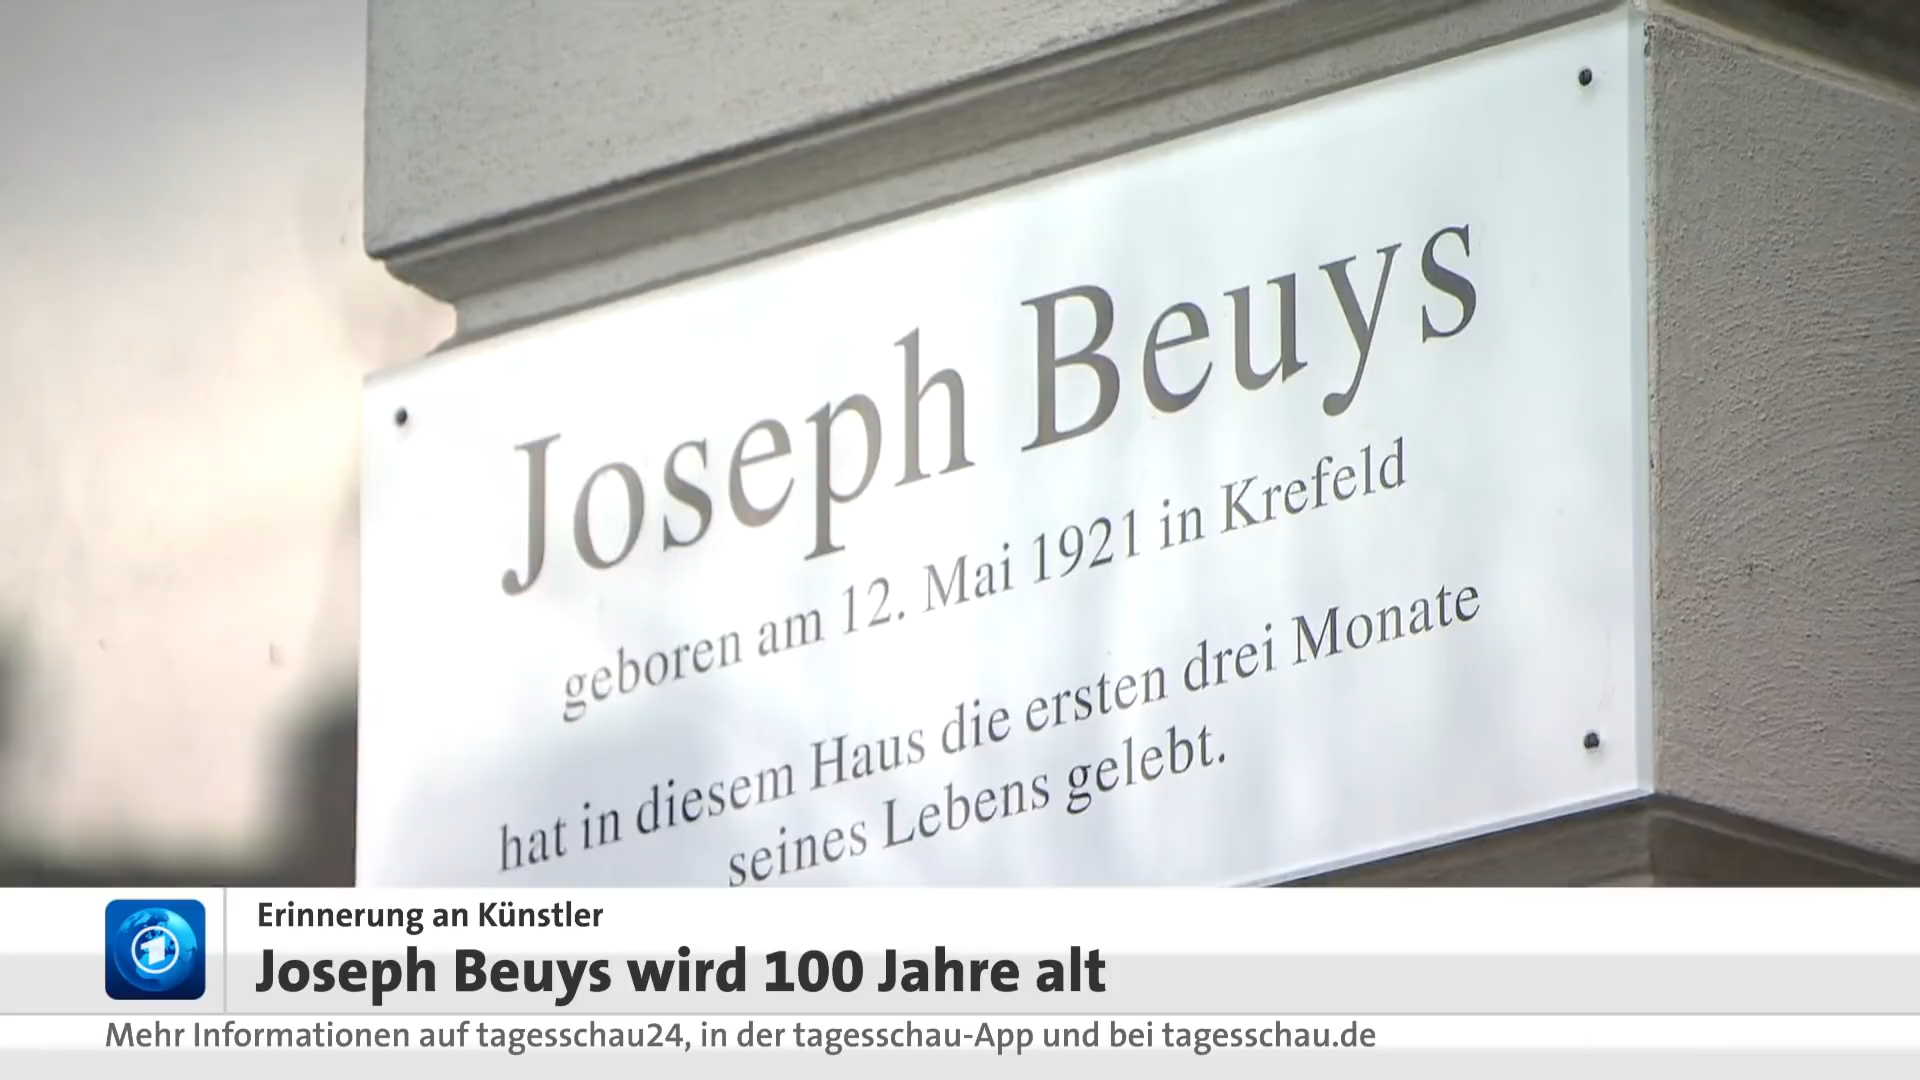 Joseph Beuys
geboren am 12. Mai 1921 in Krefeld
hat in diesem Haus die ersten drei Monate
seines Lebens gelebt.
1
Erinnerung an Künstler
Joseph Beuys wird 100 Jahre alt
Mehr Informationen auf tagesschau24, in der tagesschau-App und bei tagesschau.de